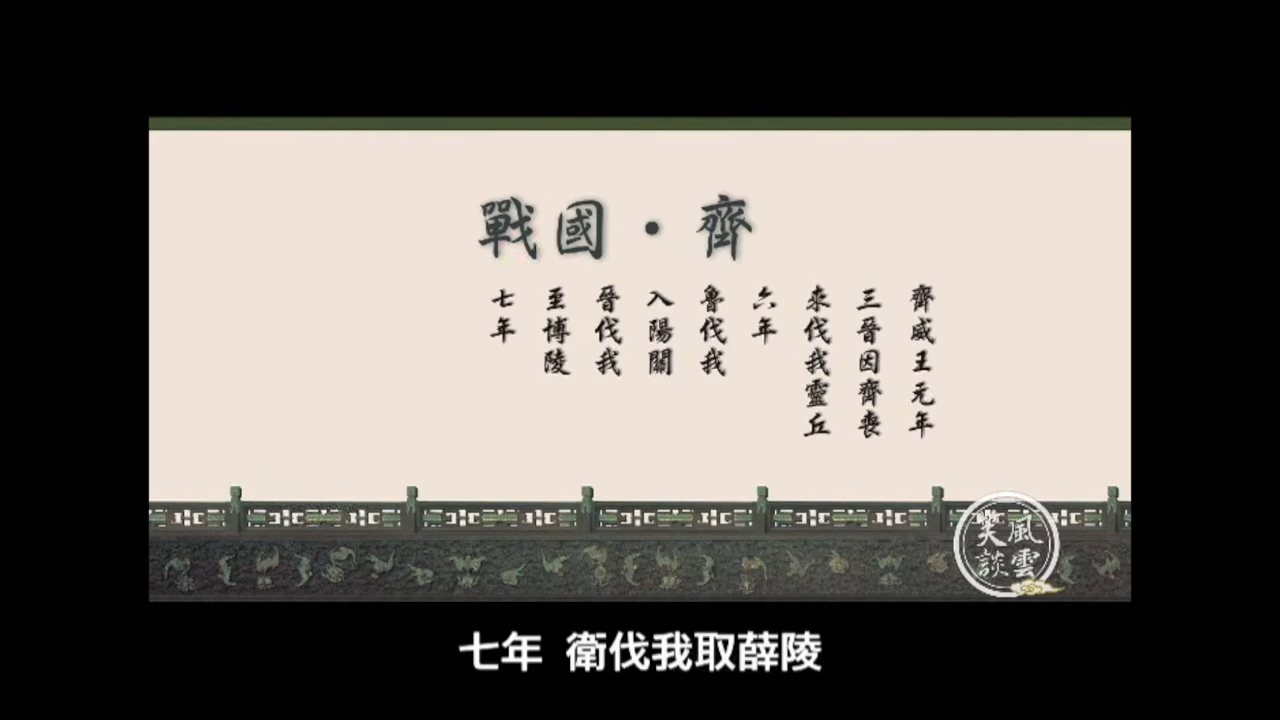 戰國·齊
齊威王元年
三晉因齊喪
來伐我靈丘
六年
魯伐我
入陽關
晉伐我
至博陵
七年
風雲
笑談
七年 衛伐我取薛陵